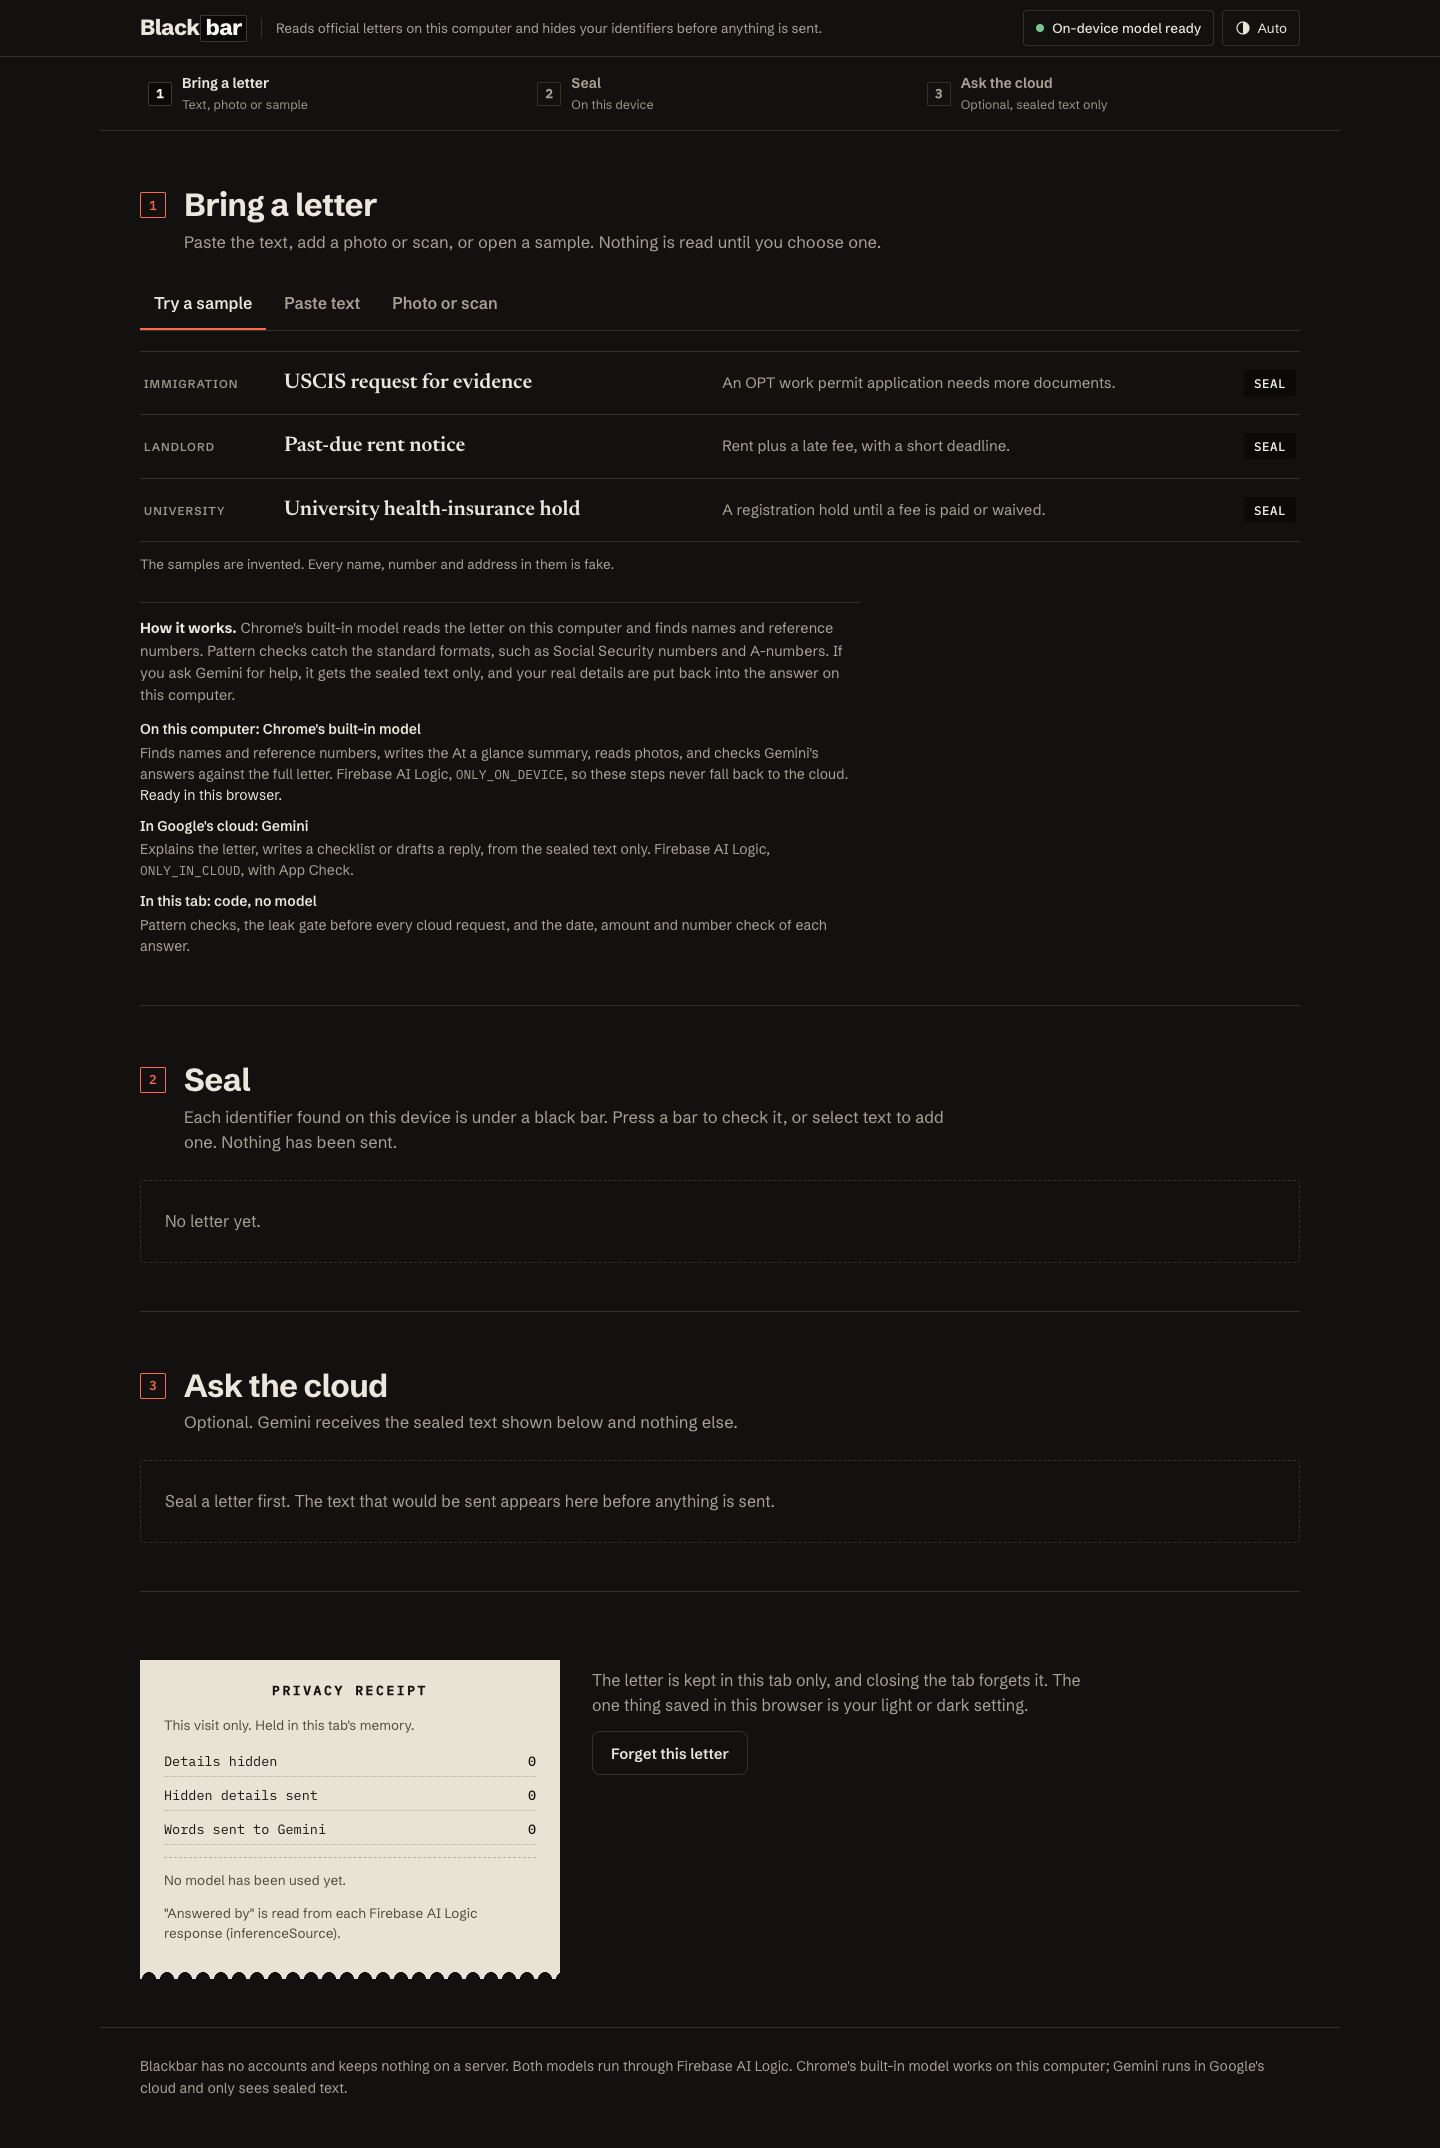 Blackbar
Reads official letters on this computer and hides your identifiers before anything is sent.
On-device model ready
Auto
1
Bring a letter
Text, photo or sample
2
Seal
On this device
3
Ask the cloud
Optional, sealed text only
1
Bring a letter
Paste the text, add a photo or scan, or open a sample. Nothing is read until you choose one.
Try a sample
Paste text
Photo or scan
IMMIGRATION
USCIS request for evidence
An OPT work permit application needs more documents.
SEAL
LANDLORD
Past-due rent notice
Rent plus a late fee, with a short deadline.
SEAL
UNIVERSITY
University health-insurance hold
A registration hold until a fee is paid or waived.
SEAL
The samples are invented. Every name, number and address in them is fake.
How it works. Chrome's built-in model reads the letter on this computer and finds names and reference
numbers. Pattern checks catch the standard formats, such as Social Security numbers and A-numbers. If
you ask Gemini for help, it gets the sealed text only, and your real details are put back into the answer on
this computer.
On this computer: Chrome's built-in model
Finds names and reference numbers, writes the At a glance summary, reads photos, and checks Gemini's
answers against the full letter. Firebase AI Logic, ONLY_ON_DEVICE, so these steps never fall back to the cloud.
Ready in this browser.
In Google's cloud: Gemini
Explains the letter, writes a checklist or drafts a reply, from the sealed text only. Firebase AI Logic,
ONLY_IN_CLOUD, with App Check.
In this tab: code, no model
Pattern checks, the leak gate before every cloud request, and the date, amount and number check of each
answer.
2
Seal
Each identifier found on this device is under a black bar. Press a bar to check it, or select text to add
one. Nothing has been sent.
No letter yet.
3
Ask the cloud
Optional. Gemini receives the sealed text shown below and nothing else.
Seal a letter first. The text that would be sent appears here before anything is sent.
PRIVACY RECEIPT
This visit only. Held in this tab's memory.
Details hidden 0
Hidden details sent 0
Words sent to Gemini 0
No model has been used yet.
"Answered by" is read from each Firebase AI Logic
response (inferenceSource).
The letter is kept in this tab only, and closing the tab forgets it. The
one thing saved in this browser is your light or dark setting.
Forget this letter
Blackbar has no accounts and keeps nothing on a server. Both models run through Firebase AI Logic. Chrome's built-in model works on this computer; Gemini runs in Google's
cloud and only sees sealed text.